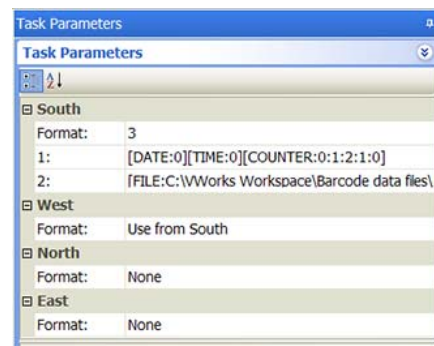 Task Parameters
Task Parameters
South
Format: 3
1: [DATE:0][TIME:0][COUNTER:0:1:2:1:0]
2: [FILE:C:\VWorks Workspace\Barcode data files\
West
Format: Use from South
North
Format: None
East
Format: None